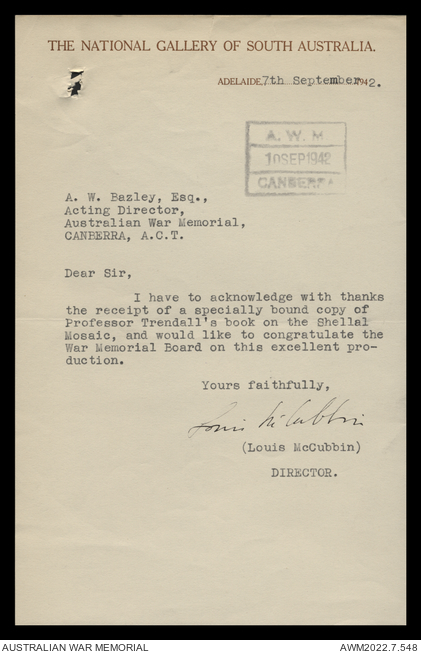 THE NATIONAL GALLERY OF SOUTH AUSTRALIA.
ADELAIDE, 7th September 1942.
A. W. M
10 SEP 1942
CANBERRA
A. W. Bazley, Esq.,
Acting Director,
Australian War Memorial,
CANBERRA, A.C.T.
Dear Sir,
I have to acknowledge with thanks
the receipt of a specially bound copy of
Professor Trendall's book on the Shellal
Mosaic, and would like to congratulate the
War Memorial Board on this excellent pro-
duction.
Yours faithfully,
Louis McCubbin
(Louis McCubbin)
DIRECTOR.
AUSTRALIAN WAR MEMORIAL
AWM2022.7.548